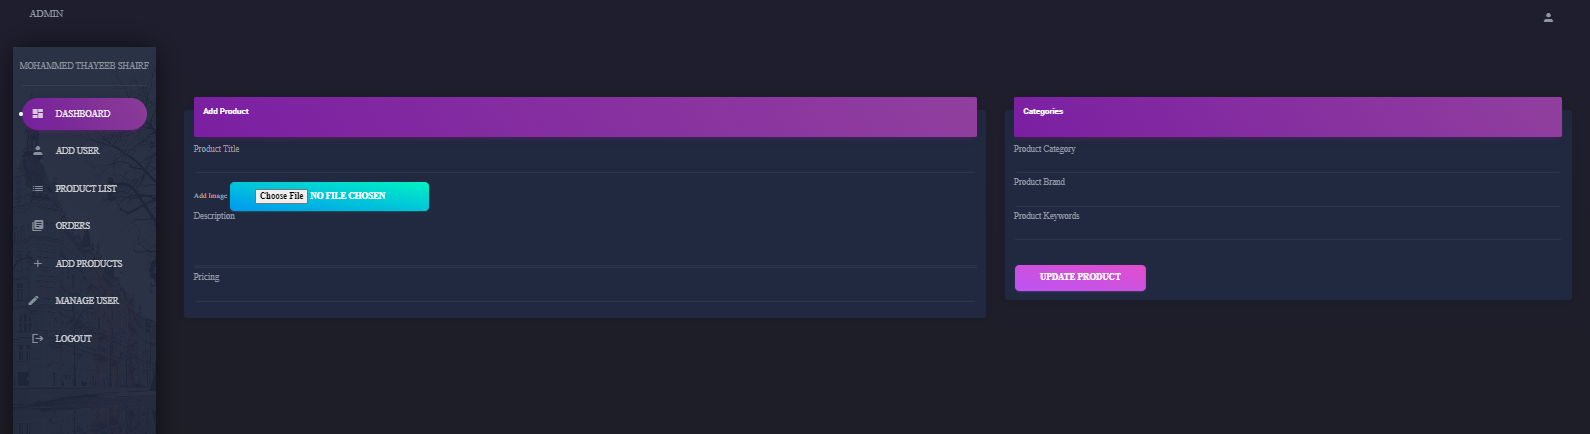 ADMIN
MOHAMMED THAYEEB SHAIRF
DASHBOARD
ADD USER
PRODUCT LIST
ORDERS
ADD PRODUCTS
MANAGE USER
LOGOUT
Add Product
Product Title
Add Image Choose File NO FILE CHOSEN
Description
Pricing
Categories
Product Category
Product Brand
Product Keywords
UPDATE PRODUCT